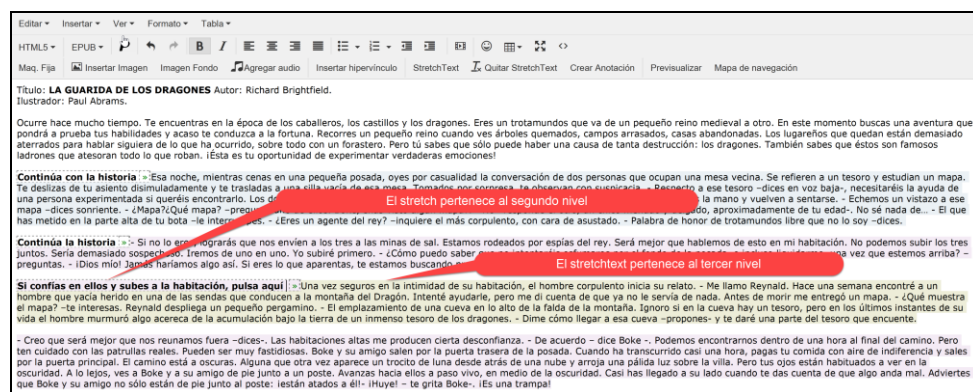 Editar Insertar Ver Formato Tabla
HTML5 EPUB B I
Maq. Fija Insertar Imagen Imagen Fondo Agregar audio Insertar hipervínculo StretchText Quitar StretchText Crear Anotación Previsualizar Mapa de navegación
Título: LA GUARIDA DE LOS DRAGONES Autor: Richard Brightfield.
Ilustrador: Paul Abrams.
Ocurre hace mucho tiempo. Te encuentras en la época de los caballeros, los castillos y los dragones. Eres un trotamundos que va de un pequeño reino medieval a otro. En este momento buscas una aventura que
pondrá a prueba tus habilidades y acaso te conduzca a la fortuna. Recorres un pequeño reino cuando ves árboles quemados, campos arrasados, casas abandonadas. Los lugareños que quedan están demasiado
aterrados para hablar siguiera de lo que ha ocurrido, sobre todo con un forastero. Pero tú sabes que sólo puede haber una causa de tanta destrucción: los dragones. También sabes que éstos son famosos
ladrones que atesoran todo lo que roban. ¡Ésta es tu oportunidad de experimentar verdaderas emociones!
Continúa con la historia »:Esa noche, mientras cenas en una pequeña posada, oyes por casualidad la conversación de dos personas que ocupan una mesa vecina. Se refieren a un tesoro y estudian un mapa.
Te deslizas de tu asiento disimuladamente y te trasladas a una silla vacía de esa mesa. Tomados por sorpresa, te observan con suspicacia. - Respecto a ese tesoro –dices en voz baja-, necesitaréis la ayuda de
una persona experimentada si queréis encontrarlo. Los do la mano y vuelven a sentarse. - Echemos un vistazo a ese
El stretch pertenece al segundo nivel
mapa –dices sonriente. - ¿Mapa?¿Qué mapa? –pregu aproximadamente de tu edad-. No sé nada de... - El que
has metido en la parte alta de tu bota –le - ¿Eres un agente del rey? –inquiere el más corpulento, con cara de asustado. - Palabra de honor de trotamundos libre que no lo soy –dices.
Continúa la historia »:- Si no lo eres, lograrás que nos envíen a los tres a las minas de sal. Estamos rodeados por espías del rey. Será mejor que hablemos de esto en mi habitación. No podemos subir los tres
juntos. Sería demasiado sospechoso. Iremos de uno en uno. Yo subiré primero. - ¿Cómo puedo saber una vez que estemos arriba? –
El stretchtext pertenece al tercer nivel
preguntas. - ¡Dios mío! Jamás haríamos algo así. Si eres lo que aparentas, te estamos buscando
Si confías en ellos y subes a la habitación, pulsa aquí »:Una vez seguros en la intimidad de su habitación, el hombre corpulento inicia su relato. - Me llamo Reynald. Hace una semana encontré a un
hombre que yacía herido en una de las sendas que conducen a la montaña del Dragón. Intenté ayudarle, pero me di cuenta de que ya no le servía de nada. Antes de morir me entregó un mapa. - ¿Qué muestra
el mapa? –te interesas. Reynald despliega un pequeño pergamino. - El emplazamiento de una cueva en lo alto de la falda de la montaña. Ignoro si en la cueva hay un tesoro, pero en los últimos instantes de su
vida el hombre murmuró algo acereca de la acumulación bajo la tierra de un inmenso tesoro de los dragones. - Dime cómo llegar a esa cueva –propones- y te daré una parte del tesoro que encuentre.
- Creo que será mejor que nos reunamos fuera –dices-. Las habitaciones altas me producen cierta desconfianza. - De acuerdo – dice Boke -. Podemos encontrarnos dentro de una hora al final del camino. Pero
ten cuidado con las patrullas reales. Pueden ser muy fastidiosas. Boke y su amigo salen por la puerta trasera de la posada. Cuando ha transcurrido casi una hora, pagas tu comida con aire de indiferencia y sales
por la puerta principal. El camino está a oscuras. Alguna que otra vez aparece un trocito de luna desde atrás de una nube y arroja una pálida luz sobre la villa. Pero tus ojos están habituados a ver en la
oscuridad. A lo lejos, ves a Boke y a su amigo de pie junto a un poste. Avanzas hacia ellos a paso vivo, en medio de la oscuridad. Casi has llegado a su lado cuando te das cuenta de que algo anda mal. Adviertes
que Boke y su amigo no sólo están de pie junto al poste: ¡están atados a él!- ¡Huye! – te grita Boke-. ¡Es una trampa!